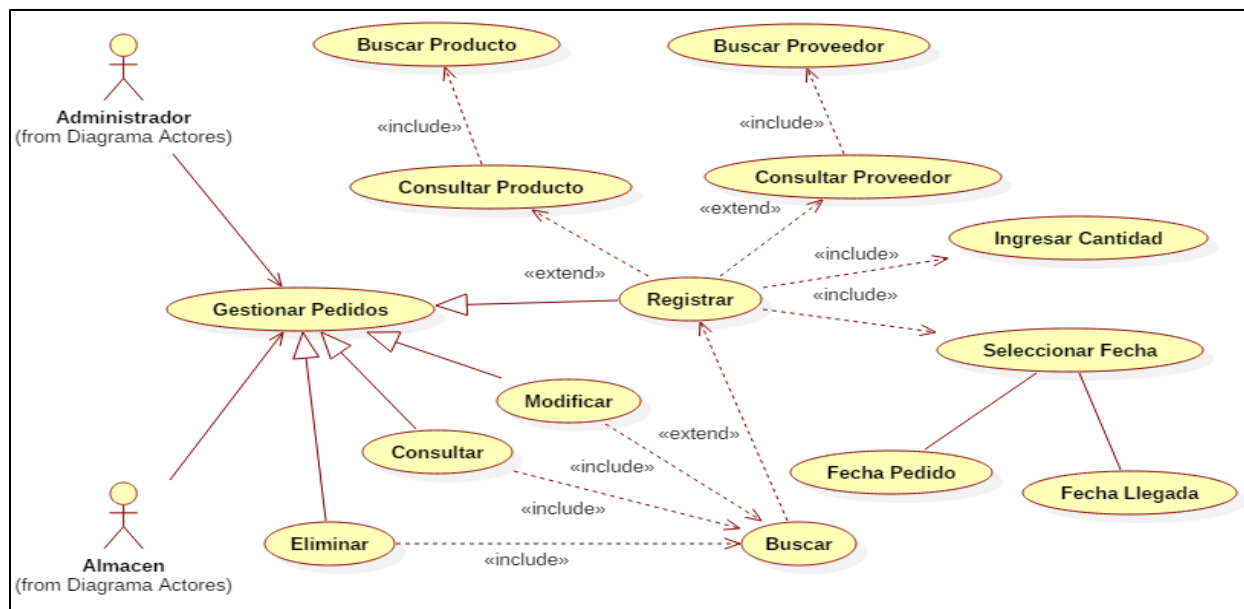 Buscar Producto
Buscar Proveedor
Administrador
(from Diagrama Actores)
«include»
«include»
Consultar Producto
Consultar Proveedor
«extend»
Ingresar Cantidad
«include»
«extend»
Gestionar Pedidos
Registrar
«include»
Seleccionar Fecha
Modificar
«extend»
Consultar
«include»
Fecha Pedido
Fecha Llegada
«include»
Eliminar
«include»
Buscar
Almacen
(from Diagrama Actores)